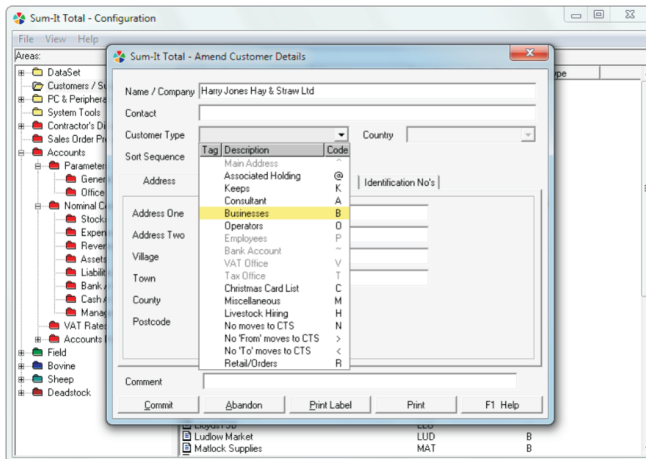 Sum-It Total - Configuration
File View Help
Areas:
DataSet
Customers / Su
PC & Periphera
System Tools
Contractor's Di
Sales Order Pr
Accounts
Parameter
Gener
Office
Nominal Co
Stock
Expen
Reven
Assets
Liabilit
Bank A
Cash A
Manag
VAT Rates
Accounts
Field
Bovine
Sheep
Deadstock
Sum-It Total - Amend Customer Details
Name / Company Harry Jones Hay & Straw Ltd
Contact
Customer Type Country
Sort Sequence
Address Identification No's
Address One
Address Two
Village
Town
County
Postcode
Tag Description Code
Main Address ^
Associated Holding @
Keeps K
Consultant A
Businesses B
Operators O
Employees P
Bank Account ~
VAT Office V
Tax Office T
Christmas Card List C
Miscellaneous M
Livestock Hiring H
No moves to CTS N
No 'From' moves to CTS >
No 'To' moves to CTS <
Retail/Orders R
Comment
Commit Abandon Print Label Print F1 Help
Ludlow Market LUD B
Matlock Supplies MAT B